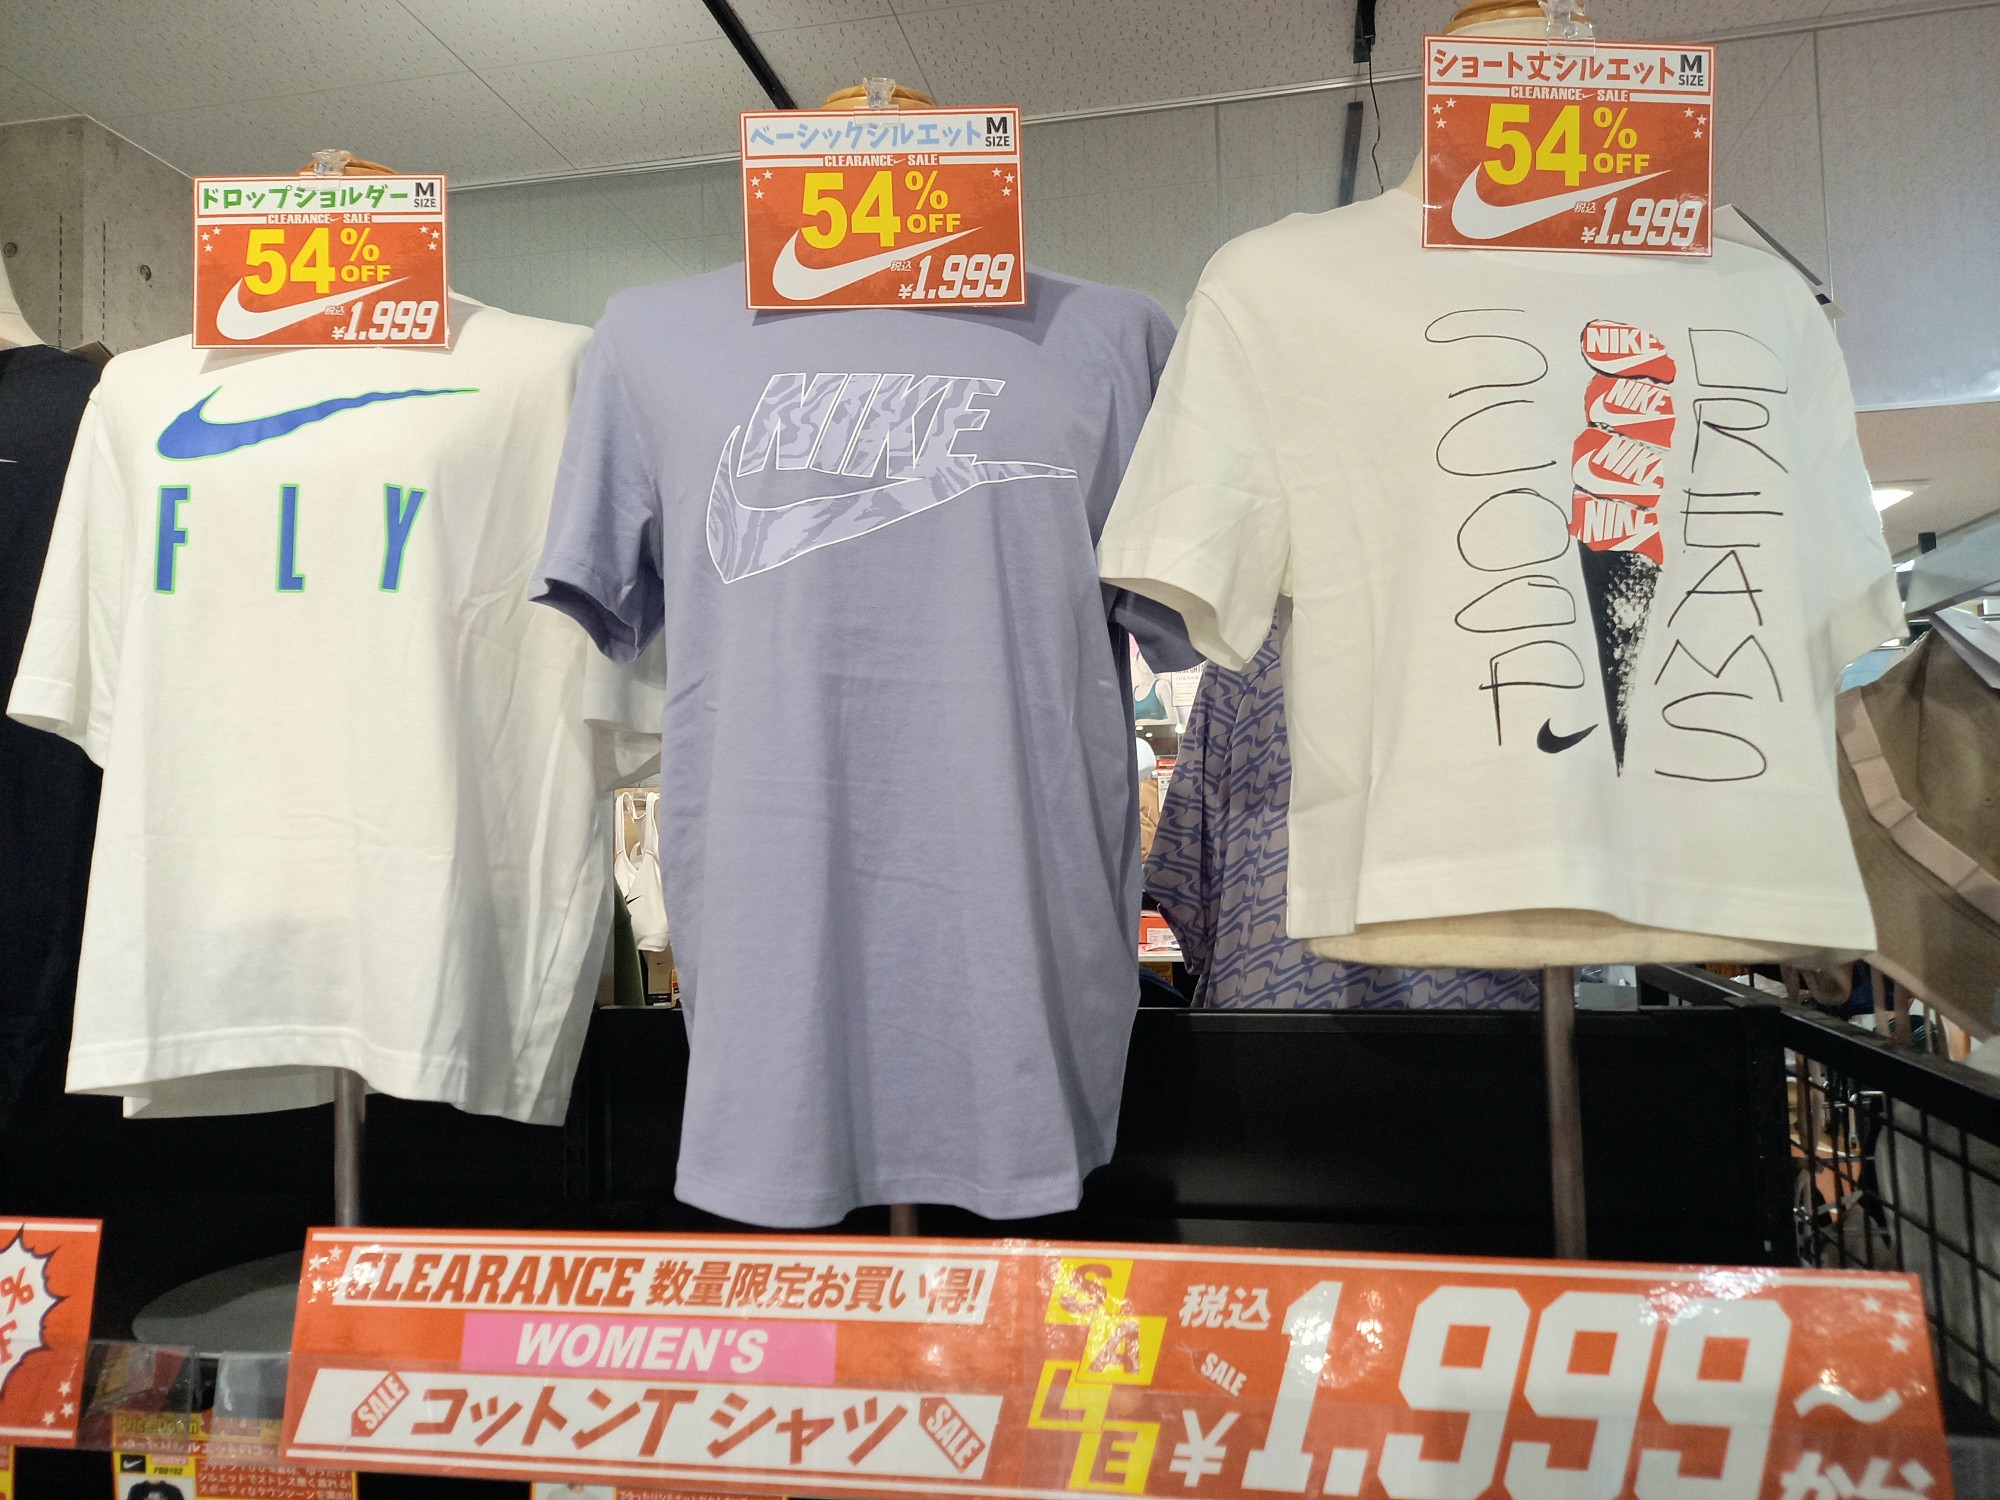 ドロップショルダー M SIZE
CLEARANCE SALE
54% OFF
税込 ¥1.999
ベーシックシルエット M SIZE
CLEARANCE SALE
54% OFF
税込 ¥1.999
ショート丈シルエット M SIZE
CLEARANCE SALE
54% OFF
税込 ¥1.999
FLY
NIKE
SCOOP
NIKE
NIKE
NIKE
NIKE
DREAMS
CLEARANCE 数量限定お買い得!
WOMEN'S
SALE コットンTシャツ SALE
SALE
税込 SALE ¥1.999~から
%
WOMEN'S